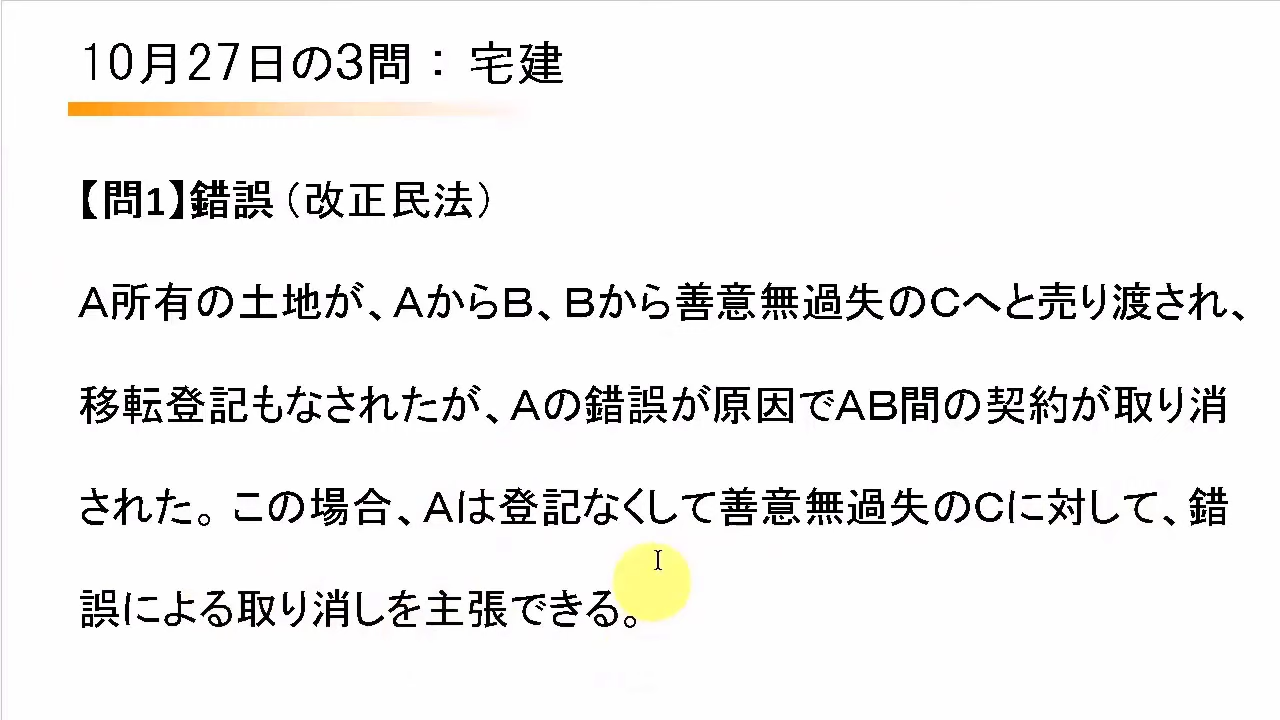 10月27日の3問：宅建
【問1】錯誤（改正民法）
A所有の土地が、AからB、Bから善意無過失のCへと売り渡され、
移転登記もなされたが、Aの錯誤が原因でAB間の契約が取り消
された。この場合、Aは登記なくして善意無過失のCに対して、錯
誤による取り消しを主張できる。